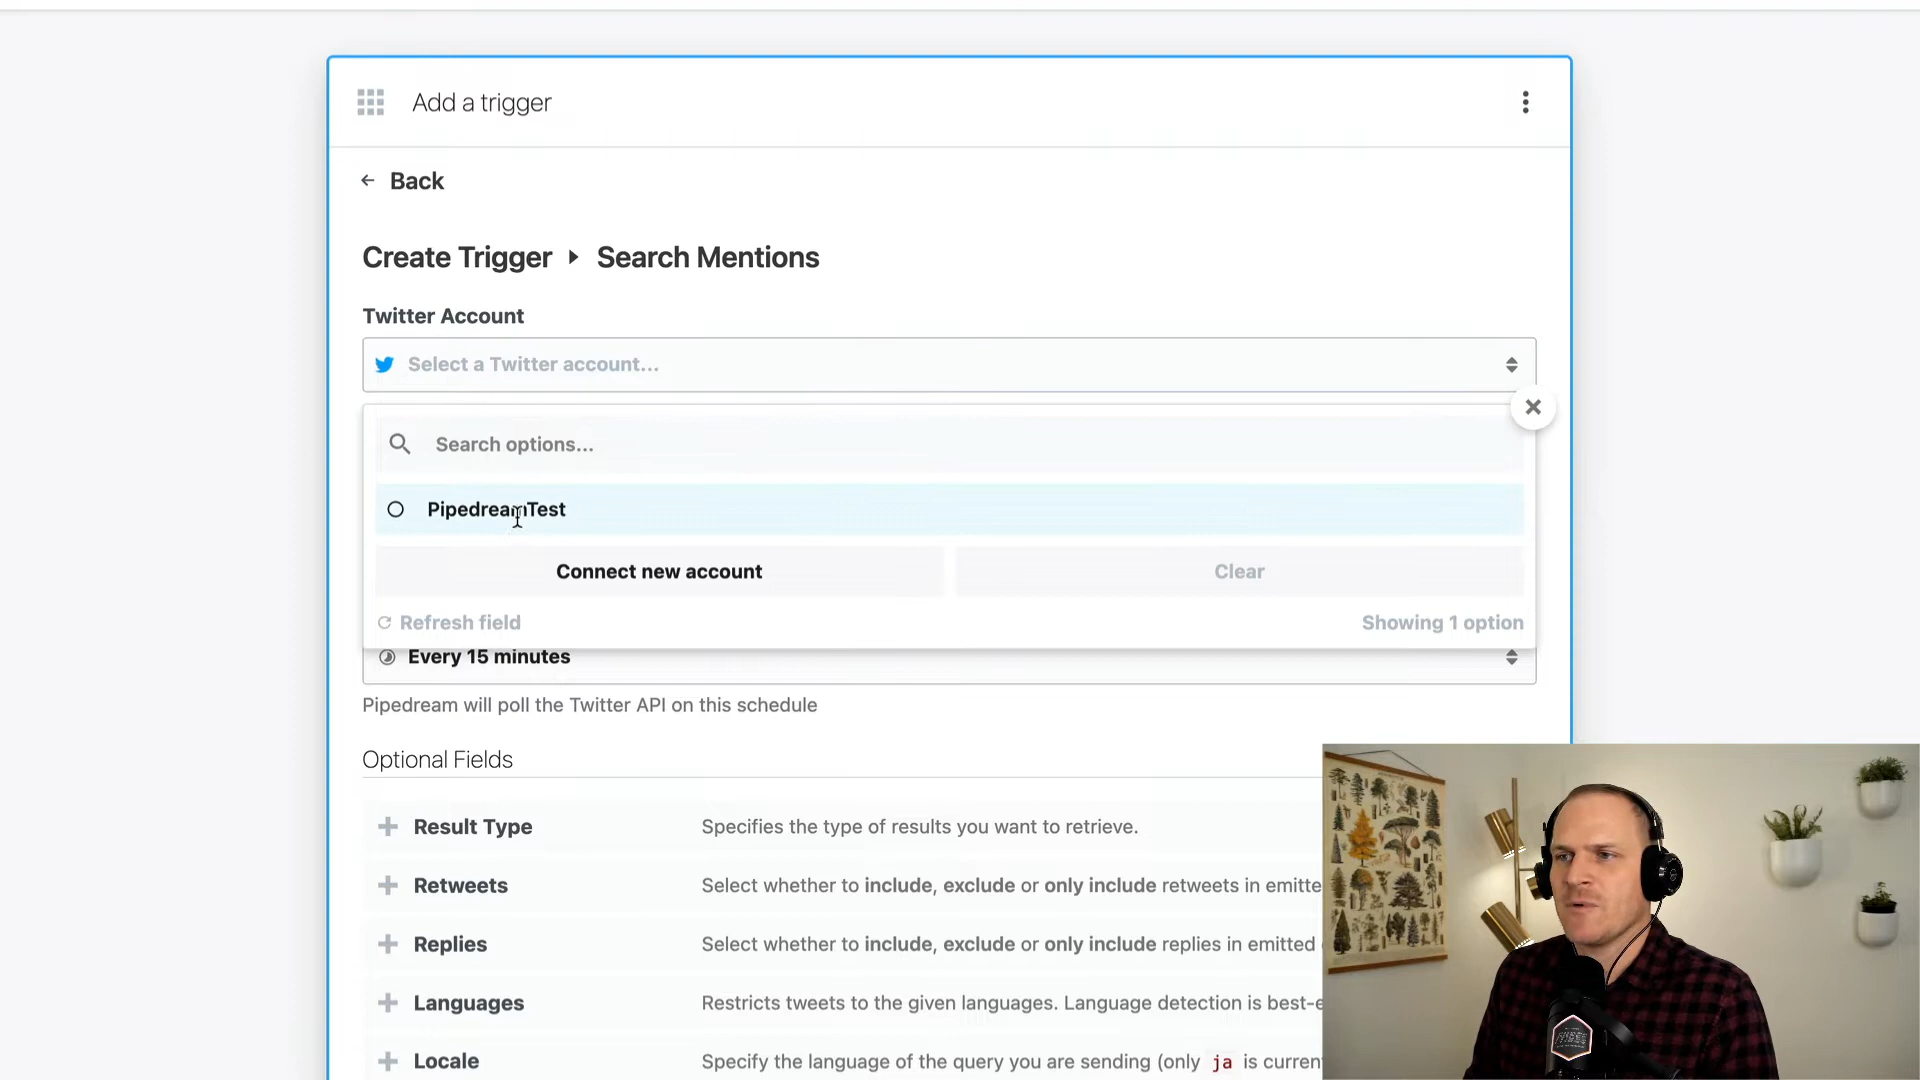 Add a trigger
Back
Create Trigger Search Mentions
Twitter Account
Select a Twitter account...
Search options...
PipedreamTest
Connect new account Clear
Refresh field Showing 1 option
Every 15 minutes
Pipedream will poll the Twitter API on this schedule
Optional Fields
Result Type Specifies the type of results you want to retrieve.
Retweets Select whether to include, exclude or only include retweets in emitte
Replies Select whether to include, exclude or only include replies in emitted
Languages Restricts tweets to the given languages. Language detection is best-e
Locale Specify the language of the query you are sending (only ja is curren